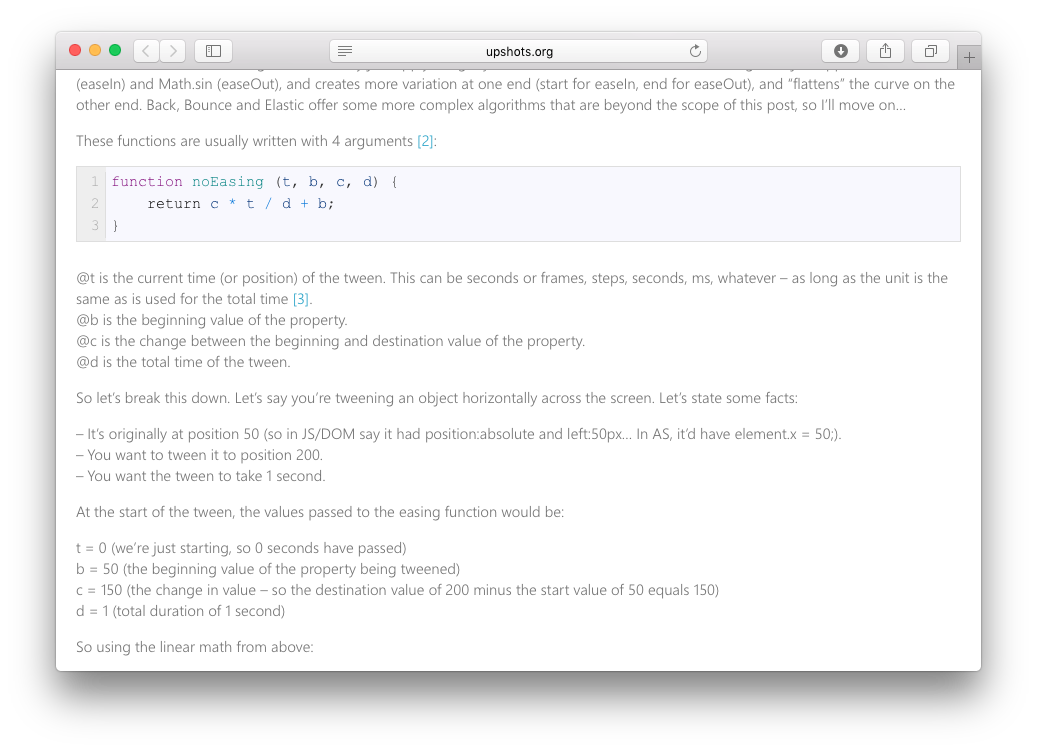 upshots.org
(easeIn) and Math.sin (easeOut), and creates more variation at one end (start for easeIn, end for easeOut), and “flattens” the curve on the
other end. Back, Bounce and Elastic offer some more complex algorithms that are beyond the scope of this post, so I’ll move on…
These functions are usually written with 4 arguments [2]:
1 function noEasing (t, b, c, d) {
2     return c * t / d + b;
3 }
@t is the current time (or position) of the tween. This can be seconds or frames, steps, seconds, ms, whatever – as long as the unit is the
same as is used for the total time [3].
@b is the beginning value of the property.
@c is the change between the beginning and destination value of the property.
@d is the total time of the tween.
So let’s break this down. Let’s say you’re tweening an object horizontally across the screen. Let’s state some facts:
– It’s originally at position 50 (so in JS/DOM say it had position:absolute and left:50px… In AS, it’d have element.x = 50;).
– You want to tween it to position 200.
– You want the tween to take 1 second.
At the start of the tween, the values passed to the easing function would be:
t = 0 (we’re just starting, so 0 seconds have passed)
b = 50 (the beginning value of the property being tweened)
c = 150 (the change in value – so the destination value of 200 minus the start value of 50 equals 150)
d = 1 (total duration of 1 second)
So using the linear math from above: